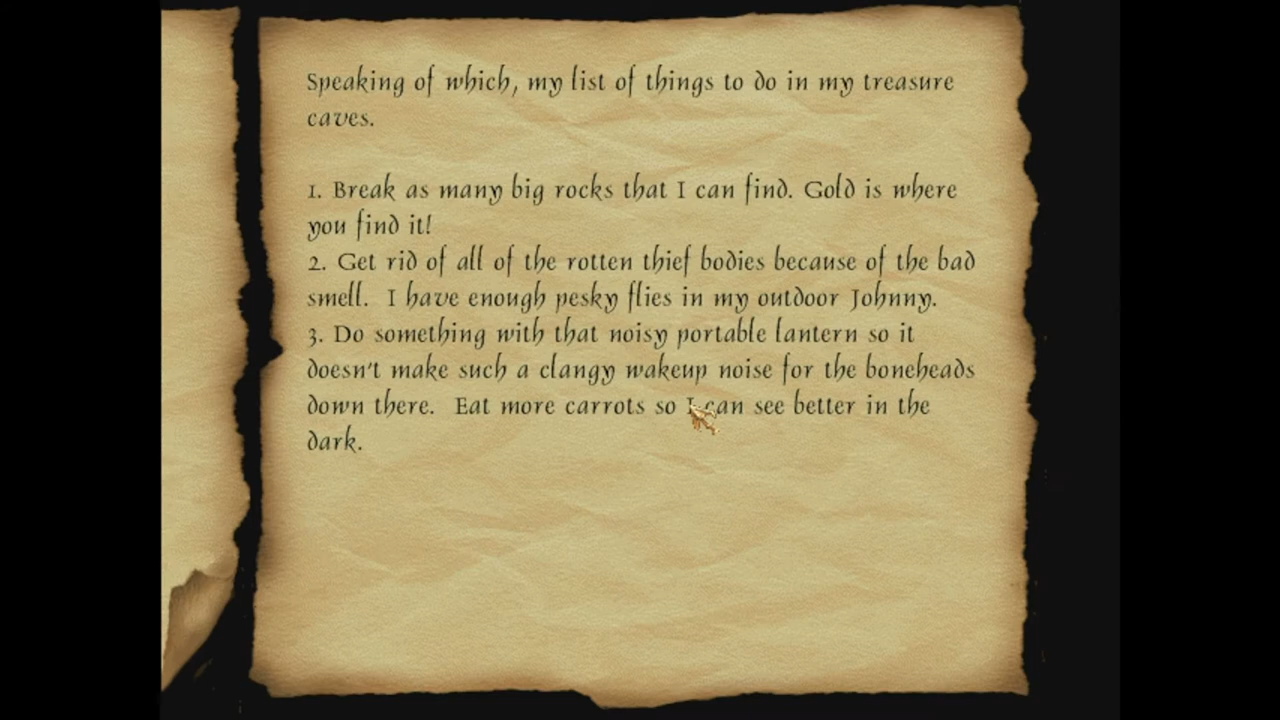 Speaking of which, my list of things to do in my treasure
caves.
1. Break as many big rocks that I can find. Gold is where
you find it!
2. Get rid of all of the rotten thief bodies because of the bad
smell. I have enough pesky flies in my outdoor Johnny.
3. Do something with that noisy portable lantern so it
doesn't make such a clangy wakeup noise for the boneheads
down there. Eat more carrots so I can see better in the
dark.